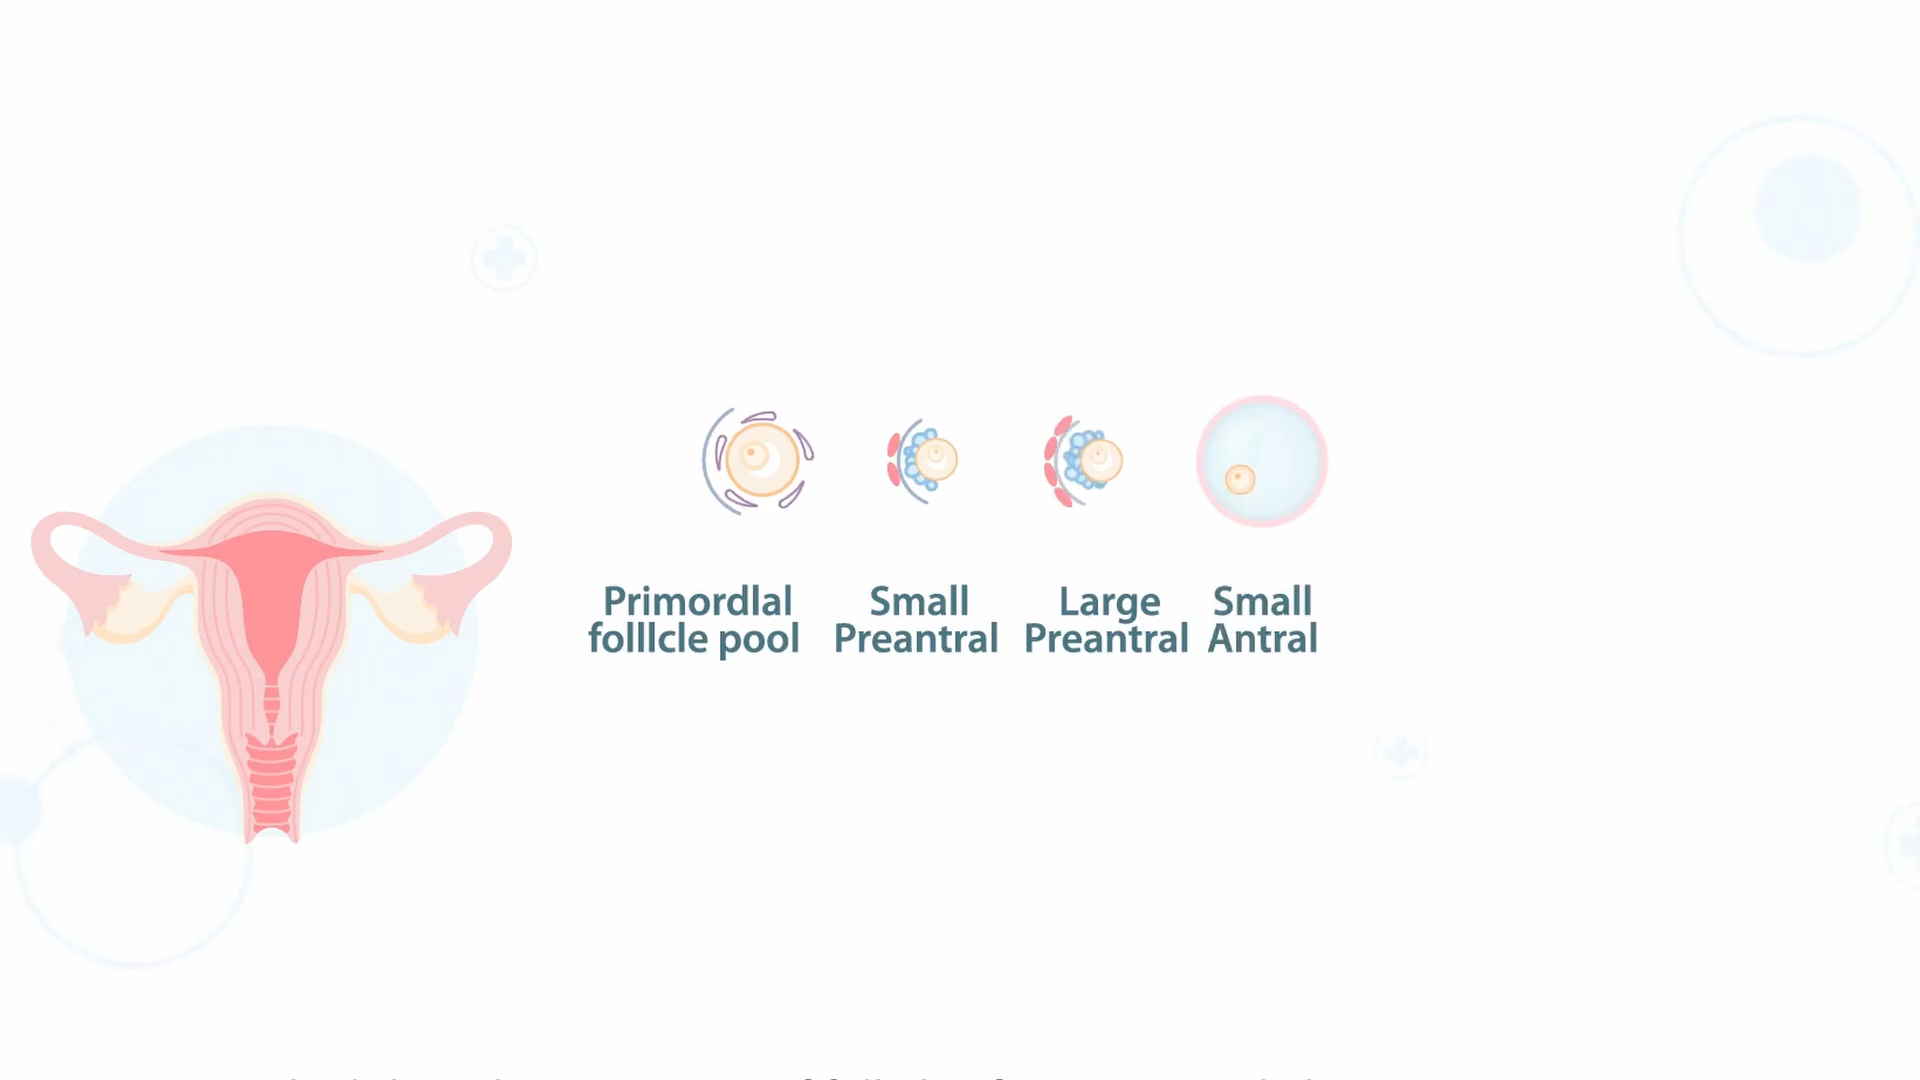 Primordlal
folllcle pool
Small
Preantral
Large
Preantral
Small
Antral